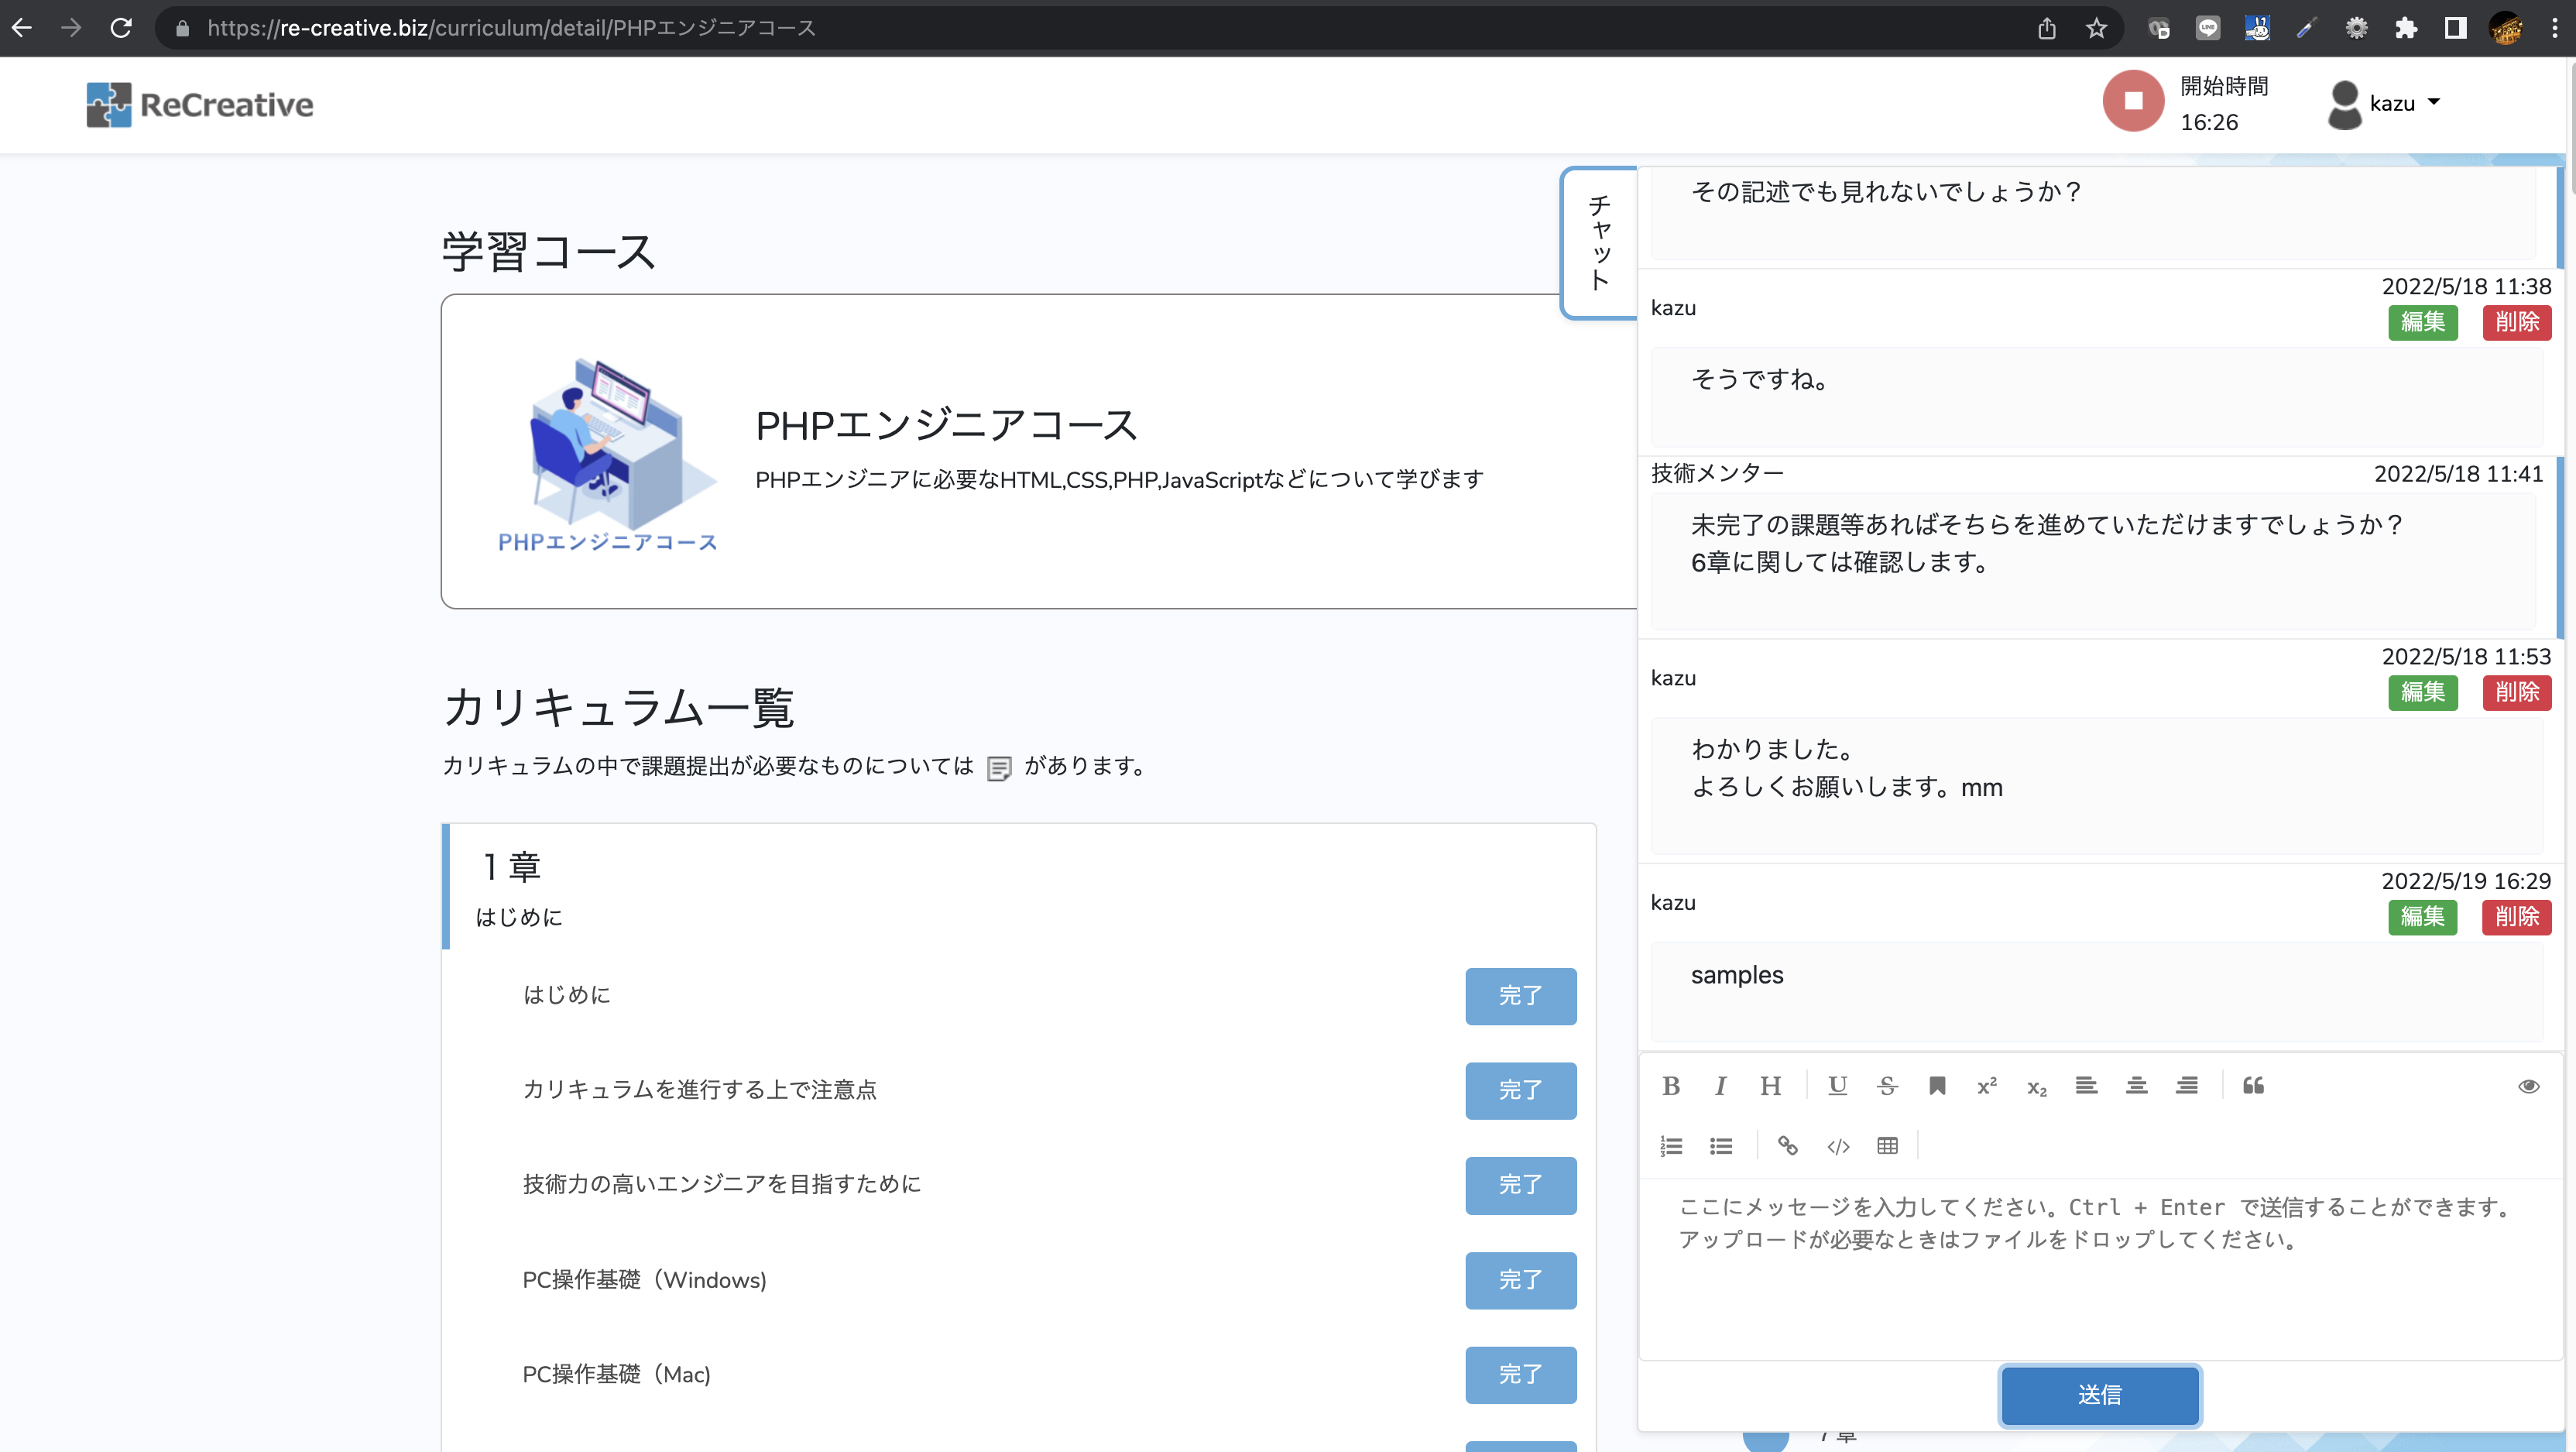 https://re-creative.biz/curriculum/detail/PHPエンジニアコース
ReCreative
開始時間
16:26
kazu
学習コース
PHPエンジニアコース
PHPエンジニアコース
PHPエンジニアに必要なHTML,CSS,PHP,JavaScriptなどについて学びます
カリキュラム一覧
カリキュラムの中で課題提出が必要なものについては があります。
1 章
はじめに
はじめに
完了
カリキュラムを進行する上で注意点
完了
技術力の高いエンジニアを目指すために
完了
PC操作基礎（Windows)
完了
PC操作基礎（Mac)
完了
チャット
その記述でも見れないでしょうか？
2022/5/18 11:38
kazu
編集 削除
そうですね。
技術メンター 2022/5/18 11:41
未完了の課題等あればそちらを進めていただけますでしょうか？
6章に関しては確認します。
2022/5/18 11:53
kazu
編集 削除
わかりました。
よろしくお願いします。mm
2022/5/19 16:29
kazu
編集 削除
samples
ここにメッセージを入力してください。Ctrl + Enter で送信することができます。
アップロードが必要なときはファイルをドロップしてください。
送信